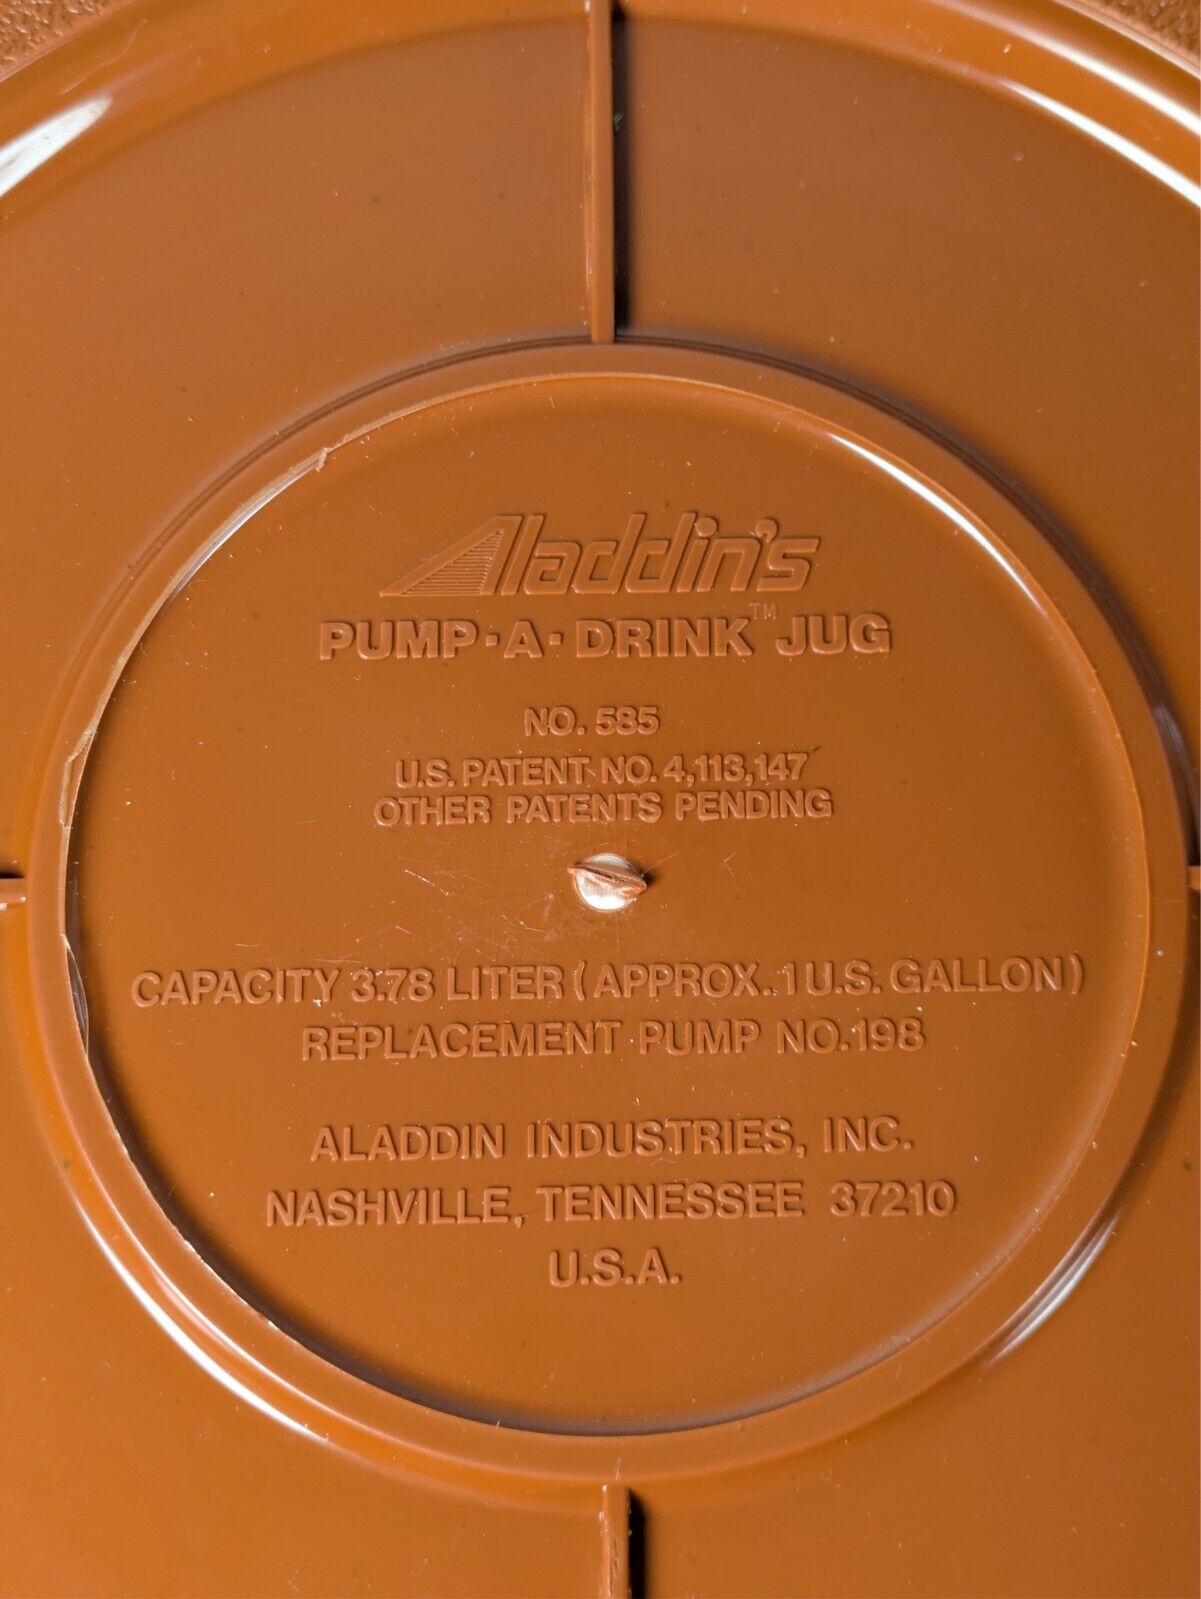 Aladdin's
PUMP·A·DRINK™ JUG
NO. 585
U.S. PATENT NO. 4,113,147
OTHER PATENTS PENDING
CAPACITY 3.78 LITER (APPROX. 1 U.S. GALLON)
REPLACEMENT PUMP NO. 198
ALADDIN INDUSTRIES, INC.
NASHVILLE, TENNESSEE 37210
U.S.A.